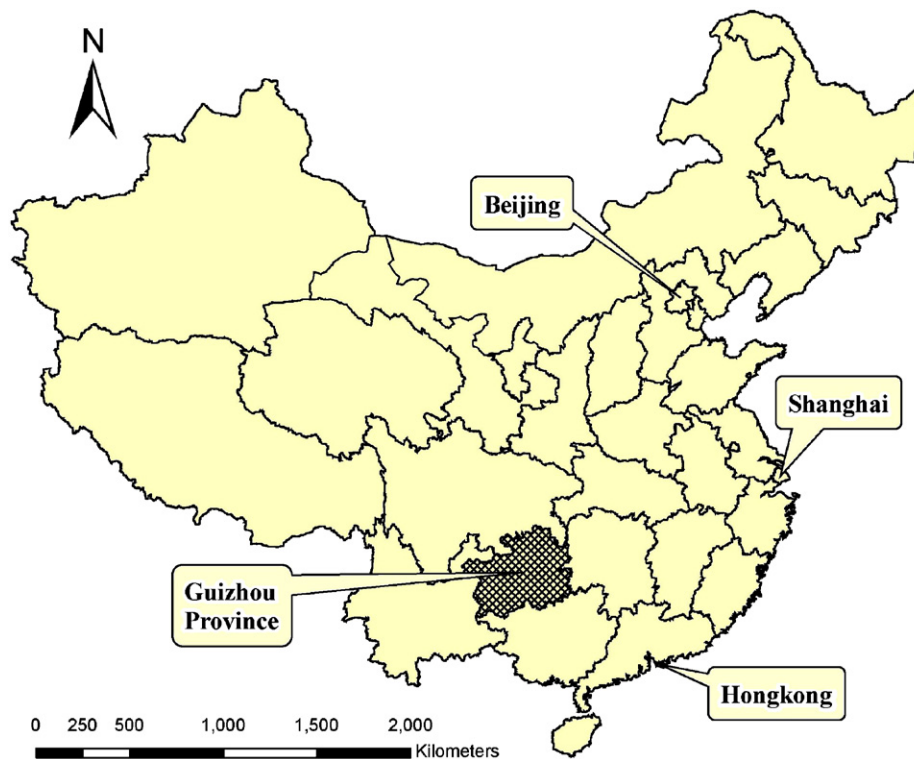 N
Beijing
Shanghai
Guizhou
Province
Hongkong
0 250 500 1,000 1,500 2,000
Kilometers